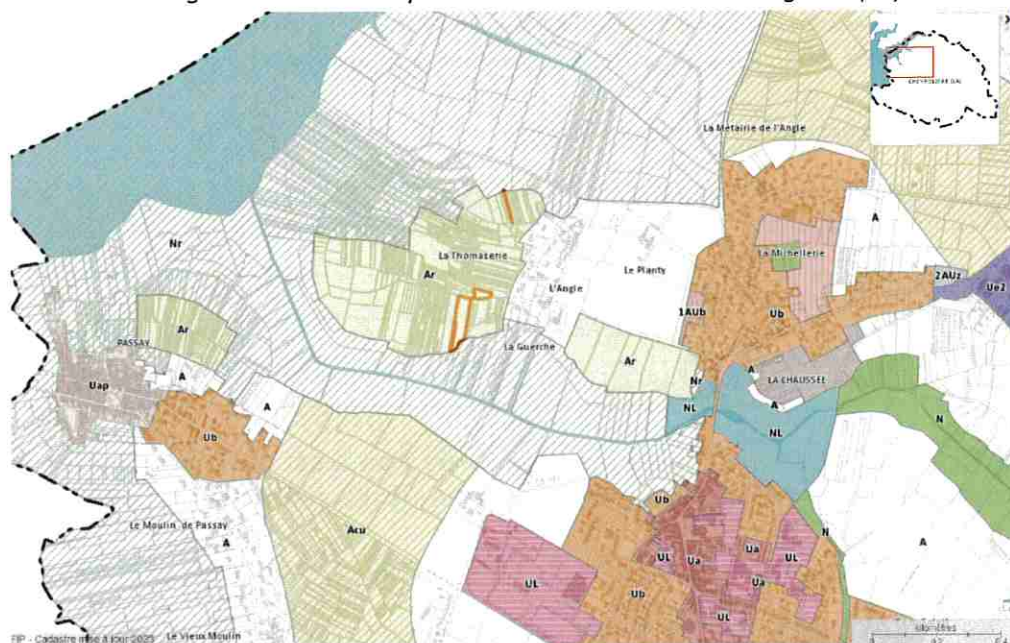 La Métairie de l'Angle
Nr
La Thomaserie
Ar
Le Planty
L'Angle
A
La Michellerie
2AUz
Ue2
1AUb
Ub
Ar
PASSAY
La Guerche
Ar
A
Uap
Nr
A
LA CHAUSSÉE
A
NL
NL
N
Ub
A
Le Moulin de Passay
A
Acu
Ub
N
A
UL
Ua
Ua
UL
UL
Ub
Ua
UL
FIP - Cadastre mise à jour 2023
Le Vieux Moulin